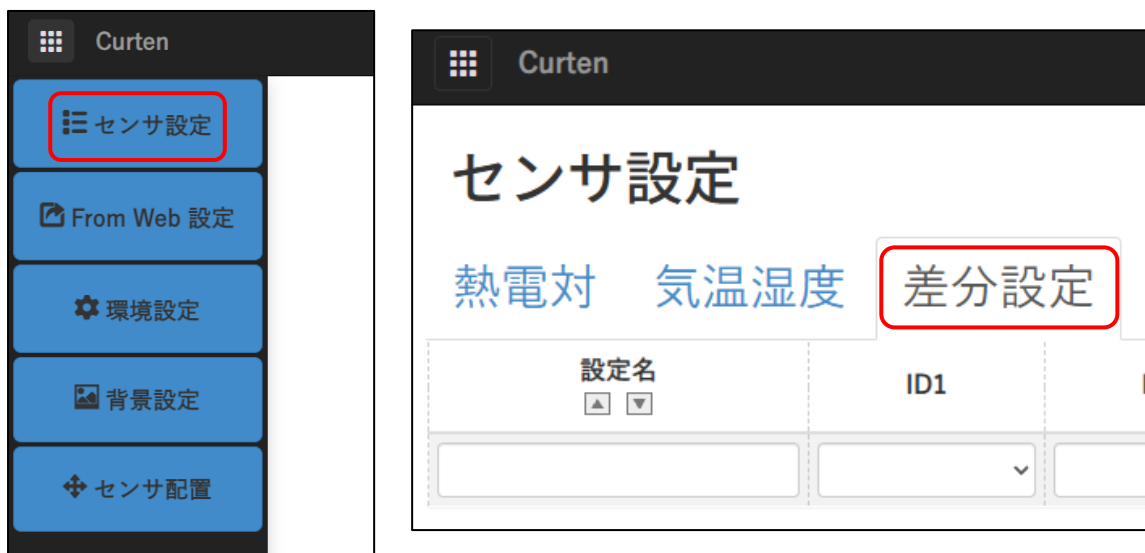 Curten
センサ設定
From Web 設定
環境設定
背景設定
センサ配置
Curten
センサ設定
熱電対 気温湿度 差分設定
設定名 ID1